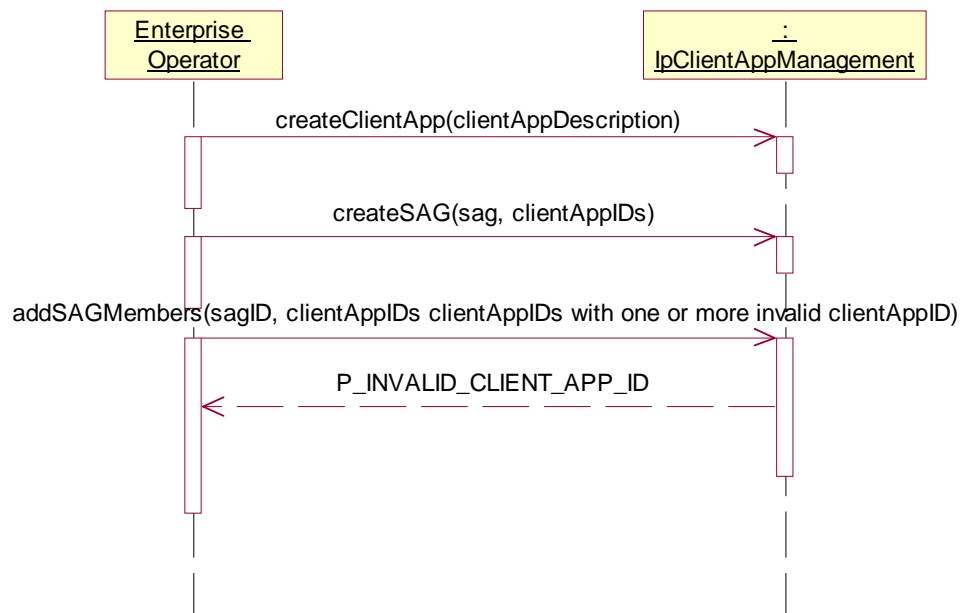 Enterprise
Operator
:
IpClientAppManagement
createClientApp(clientAppDescription)
createSAG(sag, clientAppIDs)
addSAGMembers(sagID, clientAppIDs clientAppIDs with one or more invalid clientAppID)
P_INVALID_CLIENT_APP_ID